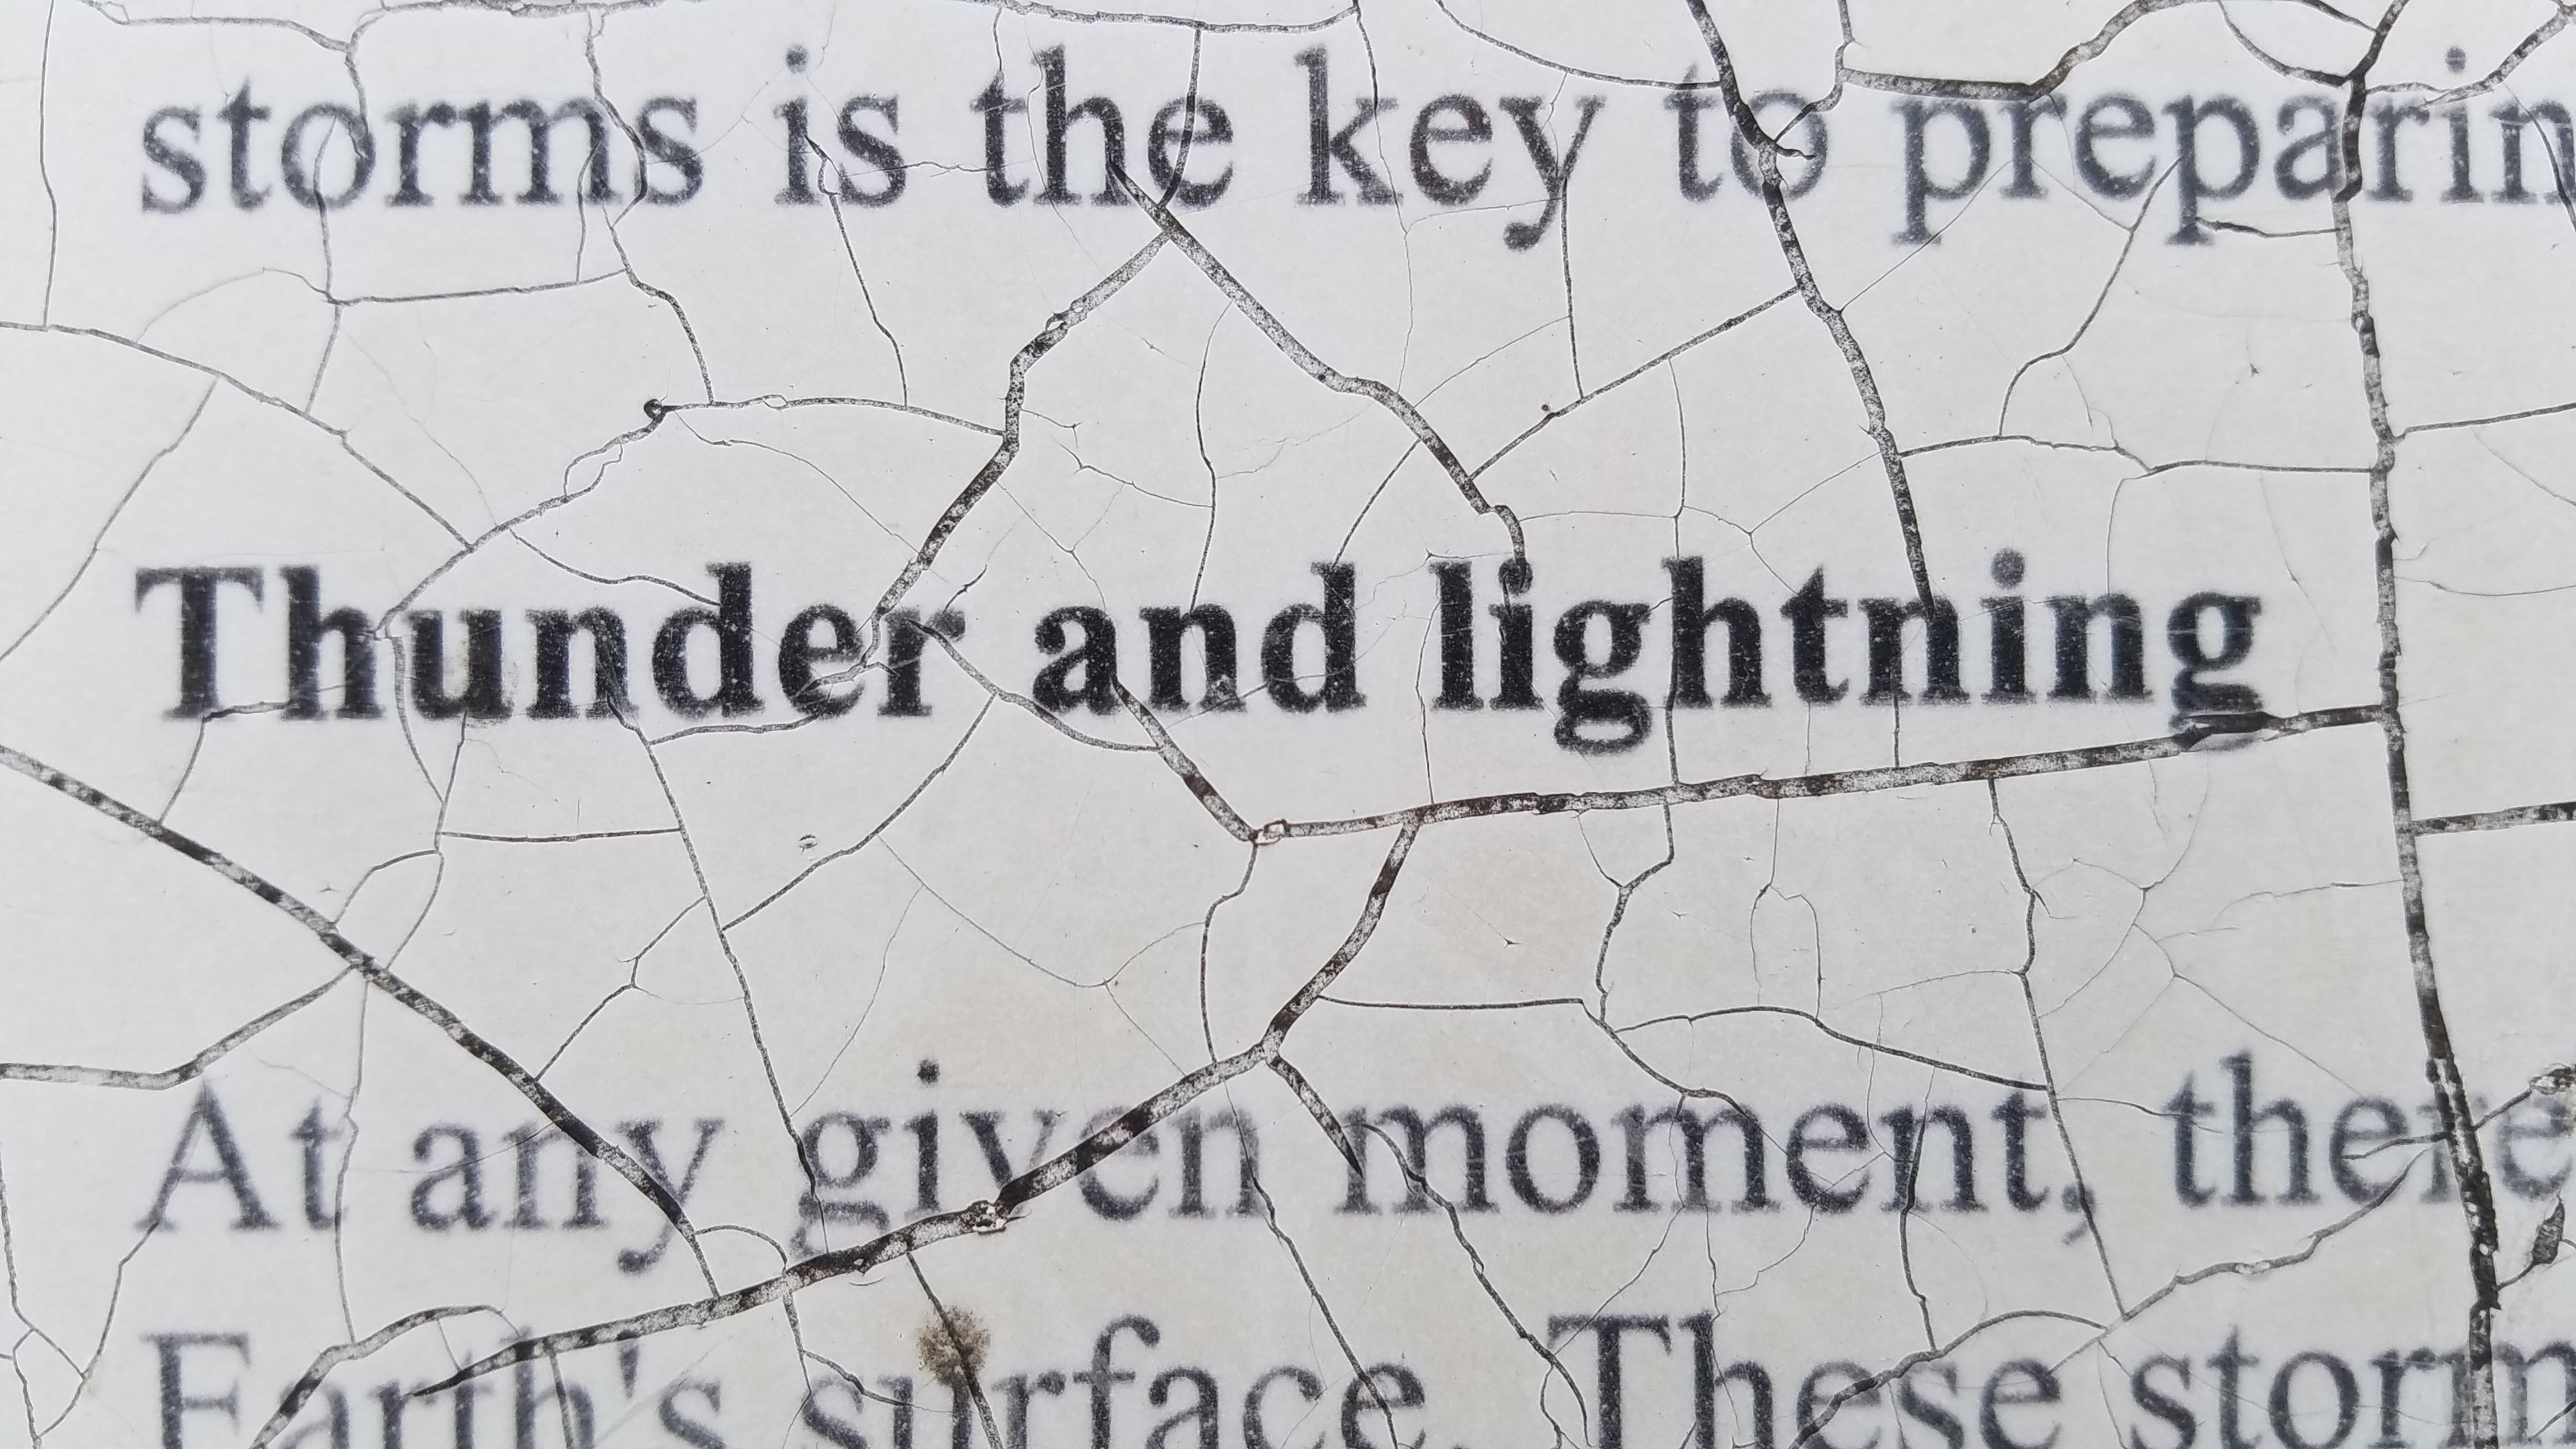 storms is the key to preparin
Thunder and lightning
At any given moment, there
Earth's surface. These storm